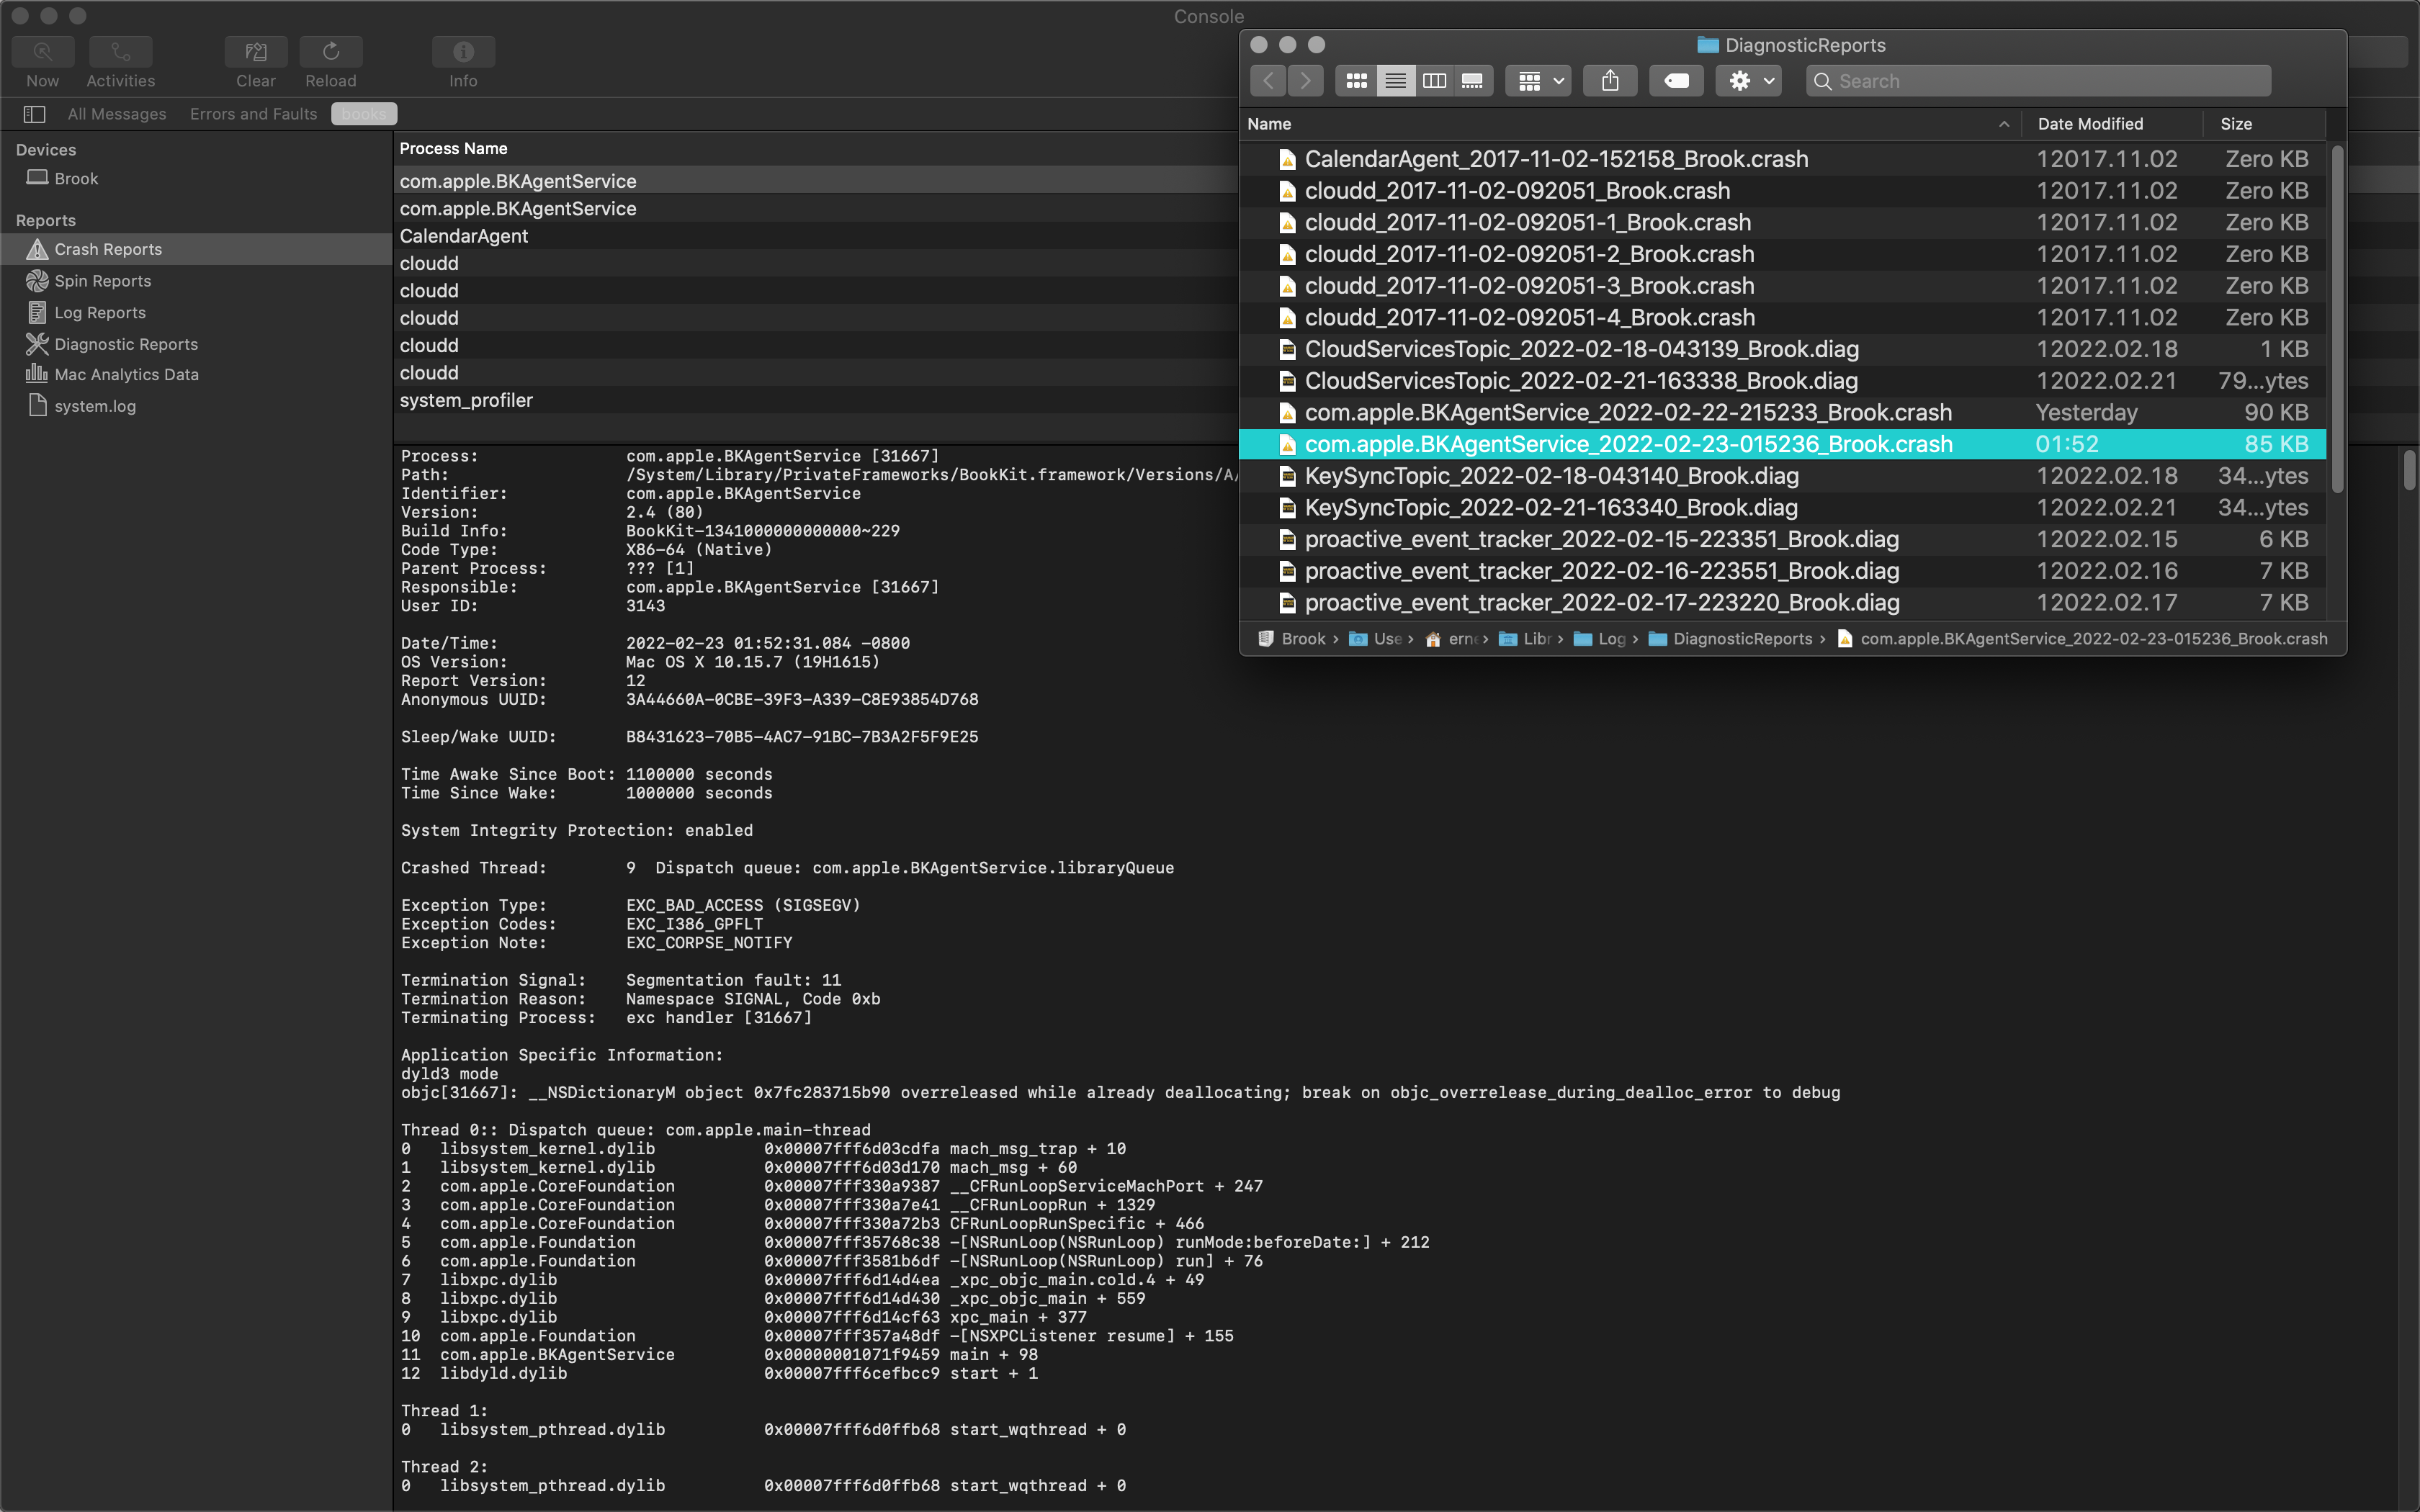 Console
Now
Activities
Clear
Reload
Info
All Messages
Errors and Faults
books
Devices
Brook
Reports
Crash Reports
Spin Reports
Log Reports
Diagnostic Reports
Mac Analytics Data
system.log
Process Name
com.apple.BKAgentService
com.apple.BKAgentService
CalendarAgent
cloudd
cloudd
cloudd
cloudd
cloudd
system_profiler
DiagnosticReports
Search
Name Date Modified Size
CalendarAgent_2017-11-02-152158_Brook.crash 12017.11.02 Zero KB
cloudd_2017-11-02-092051_Brook.crash 12017.11.02 Zero KB
cloudd_2017-11-02-092051-1_Brook.crash 12017.11.02 Zero KB
cloudd_2017-11-02-092051-2_Brook.crash 12017.11.02 Zero KB
cloudd_2017-11-02-092051-3_Brook.crash 12017.11.02 Zero KB
cloudd_2017-11-02-092051-4_Brook.crash 12017.11.02 Zero KB
CloudServicesTopic_2022-02-18-043139_Brook.diag 12022.02.18 1 KB
CloudServicesTopic_2022-02-21-163338_Brook.diag 12022.02.21 79...ytes
com.apple.BKAgentService_2022-02-22-215233_Brook.crash Yesterday 90 KB
com.apple.BKAgentService_2022-02-23-015236_Brook.crash 01:52 85 KB
KeySyncTopic_2022-02-18-043140_Brook.diag 12022.02.18 34...ytes
KeySyncTopic_2022-02-21-163340_Brook.diag 12022.02.21 34...ytes
proactive_event_tracker_2022-02-15-223351_Brook.diag 12022.02.15 6 KB
proactive_event_tracker_2022-02-16-223551_Brook.diag 12022.02.16 7 KB
proactive_event_tracker_2022-02-17-223220_Brook.diag 12022.02.17 7 KB
Brook › Use › erne › Libr › Log › DiagnosticReports › com.apple.BKAgentService_2022-02-23-015236_Brook.crash
Process: com.apple.BKAgentService [31667]
Path: /System/Library/PrivateFrameworks/BookKit.framework/Versions/A/
Identifier: com.apple.BKAgentService
Version: 2.4 (80)
Build Info: BookKit-1341000000000000~229
Code Type: X86-64 (Native)
Parent Process: ??? [1]
Responsible: com.apple.BKAgentService [31667]
User ID: 3143
Date/Time: 2022-02-23 01:52:31.084 -0800
OS Version: Mac OS X 10.15.7 (19H1615)
Report Version: 12
Anonymous UUID: 3A44660A-0CBE-39F3-A339-C8E93854D768
Sleep/Wake UUID: B8431623-70B5-4AC7-91BC-7B3A2F5F9E25
Time Awake Since Boot: 1100000 seconds
Time Since Wake: 1000000 seconds
System Integrity Protection: enabled
Crashed Thread: 9 Dispatch queue: com.apple.BKAgentService.libraryQueue
Exception Type: EXC_BAD_ACCESS (SIGSEGV)
Exception Codes: EXC_I386_GPFLT
Exception Note: EXC_CORPSE_NOTIFY
Termination Signal: Segmentation fault: 11
Termination Reason: Namespace SIGNAL, Code 0xb
Terminating Process: exc handler [31667]
Application Specific Information:
dyld3 mode
objc[31667]: __NSDictionaryM object 0x7fc283715b90 overreleased while already deallocating; break on objc_overrelease_during_dealloc_error to debug
Thread 0:: Dispatch queue: com.apple.main-thread
0 libsystem_kernel.dylib 0x00007fff6d03cdfa mach_msg_trap + 10
1 libsystem_kernel.dylib 0x00007fff6d03d170 mach_msg + 60
2 com.apple.CoreFoundation 0x00007fff330a9387 __CFRunLoopServiceMachPort + 247
3 com.apple.CoreFoundation 0x00007fff330a7e41 __CFRunLoopRun + 1329
4 com.apple.CoreFoundation 0x00007fff330a72b3 CFRunLoopRunSpecific + 466
5 com.apple.Foundation 0x00007fff35768c38 -[NSRunLoop(NSRunLoop) runMode:beforeDate:] + 212
6 com.apple.Foundation 0x00007fff3581b6df -[NSRunLoop(NSRunLoop) run] + 76
7 libxpc.dylib 0x00007fff6d14d4ea _xpc_objc_main.cold.4 + 49
8 libxpc.dylib 0x00007fff6d14d430 _xpc_objc_main + 559
9 libxpc.dylib 0x00007fff6d14cf63 xpc_main + 377
10 com.apple.Foundation 0x00007fff357a48df -[NSXPCListener resume] + 155
11 com.apple.BKAgentService 0x00000001071f9459 main + 98
12 libdyld.dylib 0x00007fff6cefbcc9 start + 1
Thread 1:
0 libsystem_pthread.dylib 0x00007fff6d0ffb68 start_wqthread + 0
Thread 2:
0 libsystem_pthread.dylib 0x00007fff6d0ffb68 start_wqthread + 0